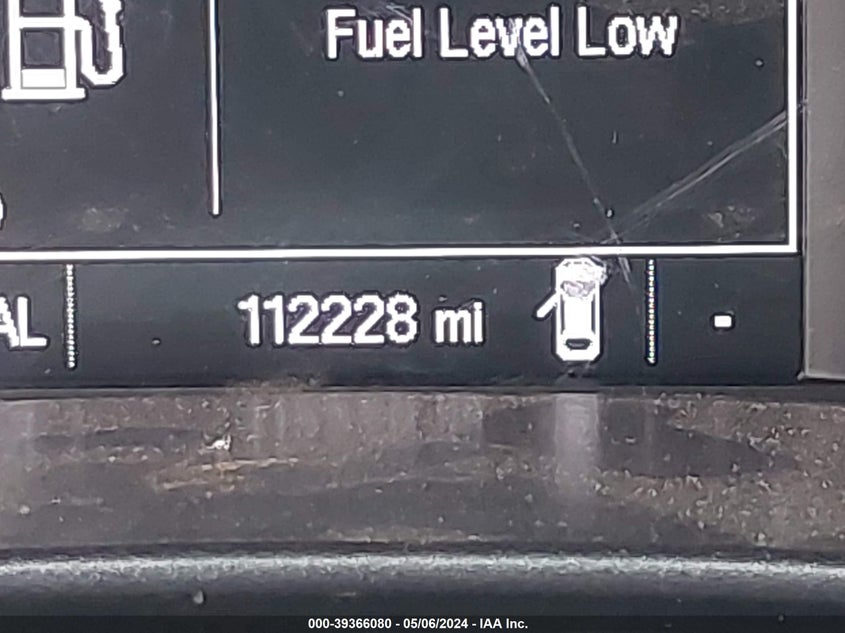 Fuel Level Low
AL
112228 mi
000-39366080 - 05/06/2024 - IAA Inc.